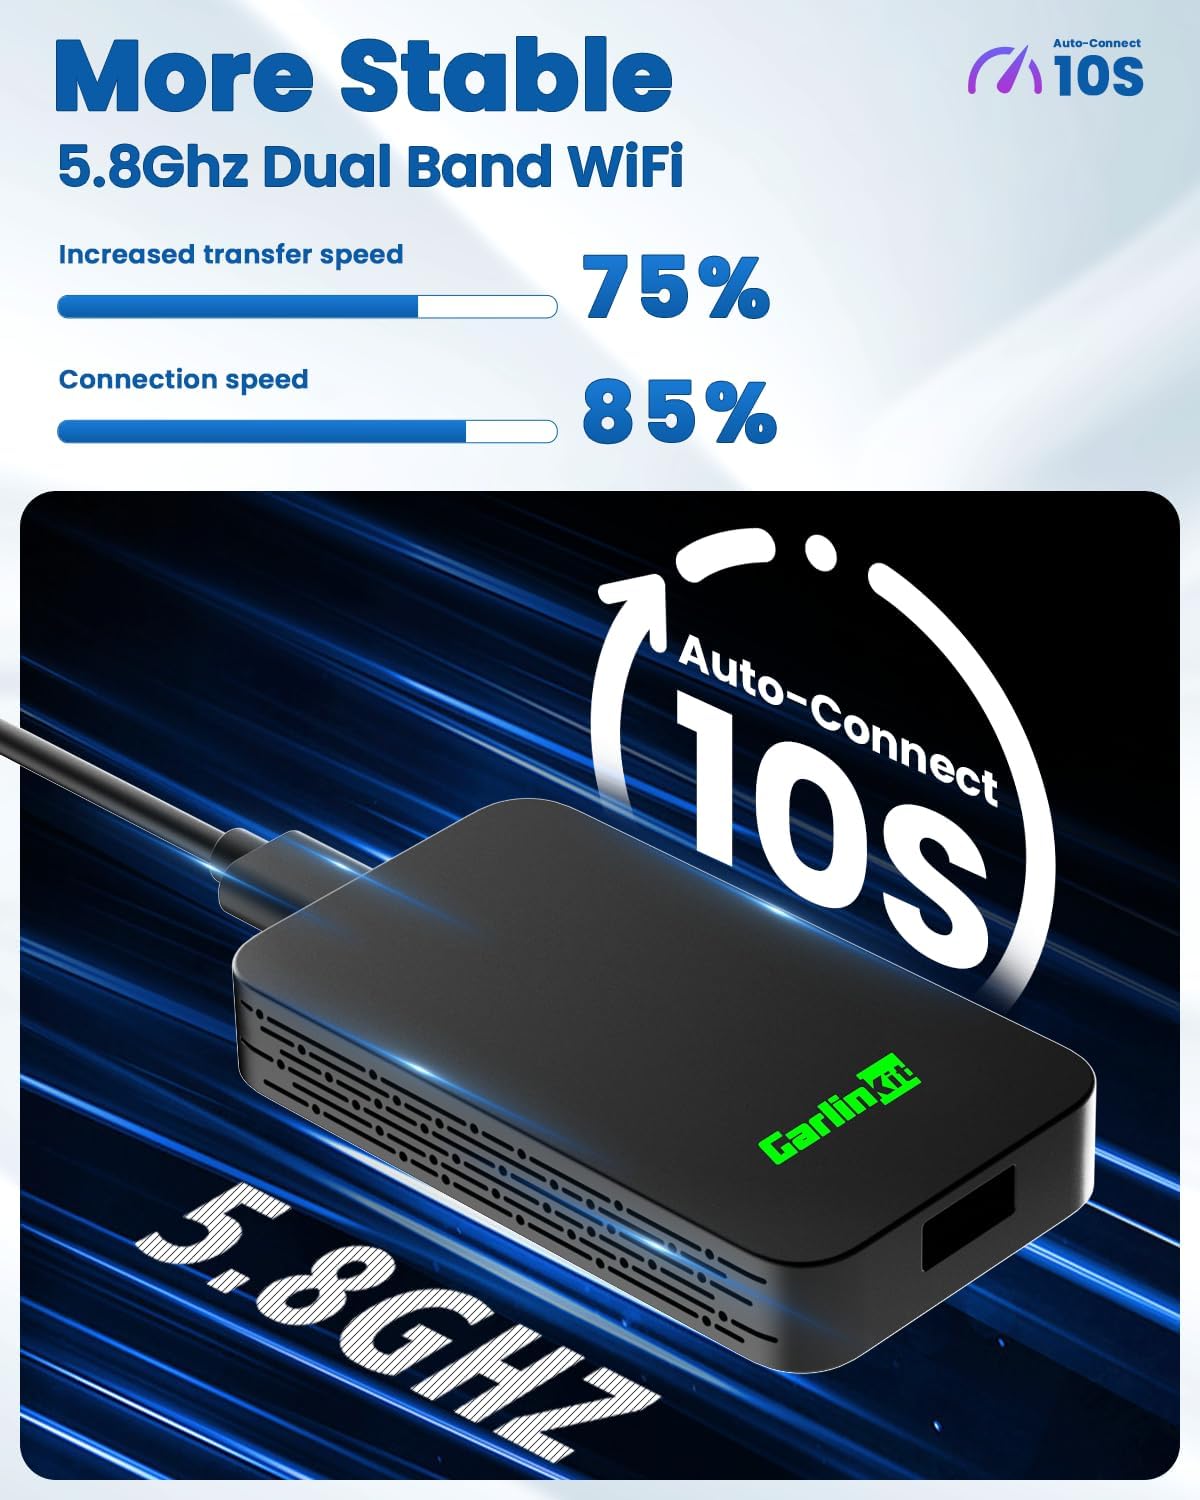 More Stable
Auto-Connect
10S
5.8Ghz Dual Band WiFi
Increased transfer speed
75%
Connection speed
85%
Auto-Connect
10S
Carlinkit
5.8GHZ